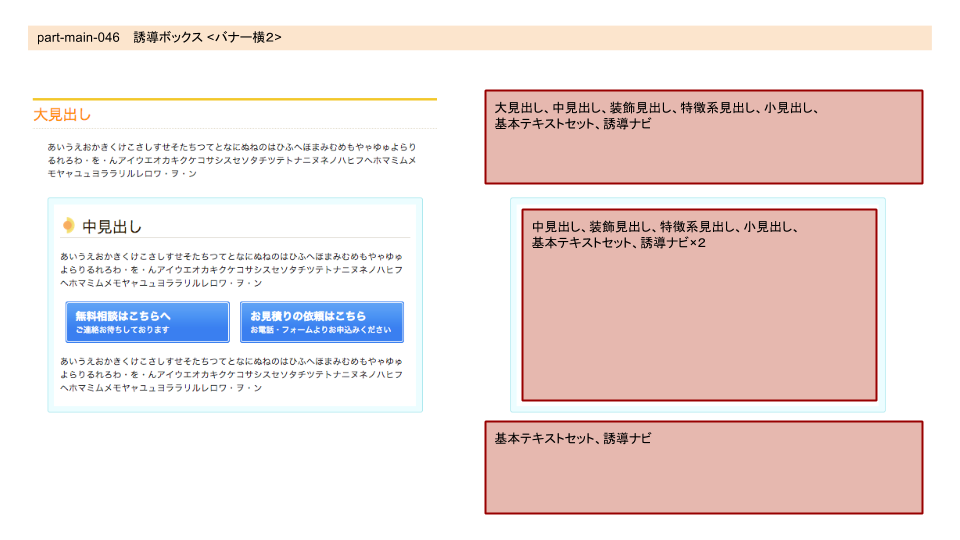 part-main-046　誘導ボックス <バナー横２>
大見出し
あいうえおかきくけこさしすせそたちつてとなにぬねのはひふへほまみむめもやゃゆゅよらり
るれろわ・を・んアイウエオカキクケコサシスセソタチツテトナニヌネノハヒフヘホマミムメ
モヤャユュヨララリルレロワ・ヲ・ン
中見出し
あいうえおかきくけこさしすせそたちつてとなにぬねのはひふへほまみむめもやゃゆゅ
よらりるれろわ・を・んアイウエオカキクケコサシスセソタチツテトナニヌネノハヒフ
ヘホマミムメモヤャユュヨララリルレロワ・ヲ・ン
無料相談はこちらへ
ご連絡お待ちしております
お見積りの依頼はこちら
お電話・フォームよりお申込みください
あいうえおかきくけこさしすせそたちつてとなにぬねのはひふへほまみむめもやゃゆゅ
よらりるれろわ・を・んアイウエオカキクケコサシスセソタチツテトナニヌネノハヒフ
ヘホマミムメモヤャユュヨララリルレロワ・ヲ・ン
大見出し、中見出し、装飾見出し、特徴系見出し、小見出し、
基本テキストセット、誘導ナビ
中見出し、装飾見出し、特徴系見出し、小見出し、
基本テキストセット、誘導ナビ×２
基本テキストセット、誘導ナビ